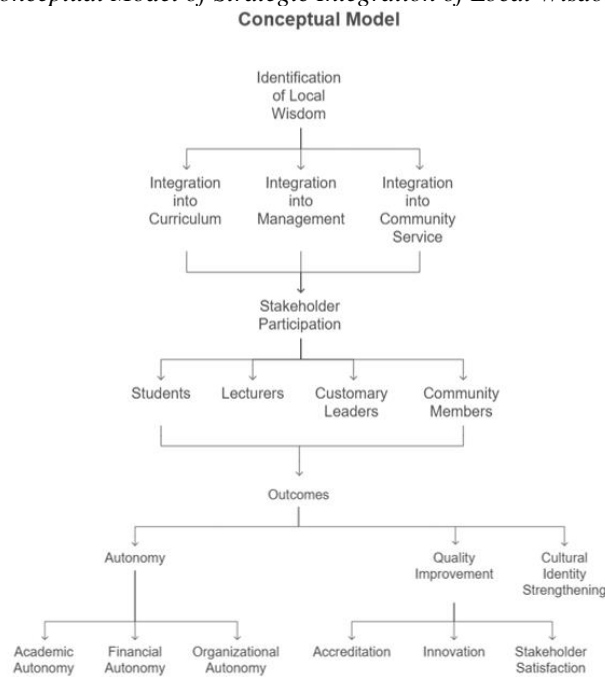 onceptual Model of Strategic Integration of Local Wisdo
Conceptual Model
Identification
of Local
Wisdom
Integration
into
Curriculum
Integration
into
Management
Integration
into
Community
Service
Stakeholder
Participation
Students
Lecturers
Customary
Leaders
Community
Members
Outcomes
Autonomy
Quality
Improvement
Cultural
Identity
Strengthening
Academic
Autonomy
Financial
Autonomy
Organizational
Autonomy
Accreditation
Innovation
Stakeholder
Satisfaction